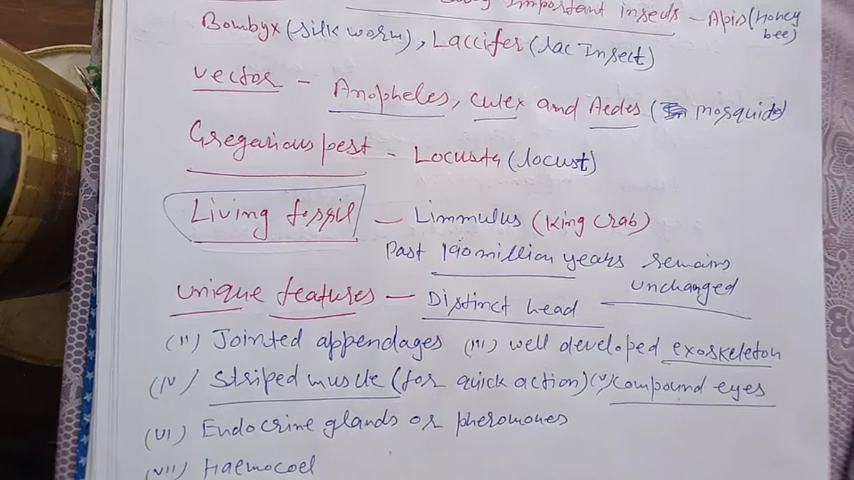 important insects - Apis (Honey
bee)
Bombyx (silk worm), Laccifer (lac Insect)
vector - Anopheles, culex and Aedes ( mosquito)
Gregarious pest - Locusta (locust)
Living fossil - Limmulus (King Crab)
Past 190 million years remains
unchanged
unique features - Distinct head
(II) Jointed appendages (III) well developed exoskeleton
(IV) Striped muscle (for quick action) (V) compound eyes
(VI) Endocrine glands or pheromones
(VII) Haemocoel